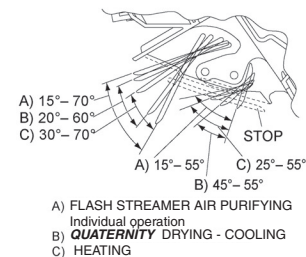 A) 15°– 70°
B) 20°– 60°
C) 30°– 70°
STOP
A) 15°– 55°
C) 25°– 55°
B) 45°– 55°
A) FLASH STREAMER AIR PURIFYING
Individual operation
B) QUATERNITY DRYING - COOLING
C) HEATING